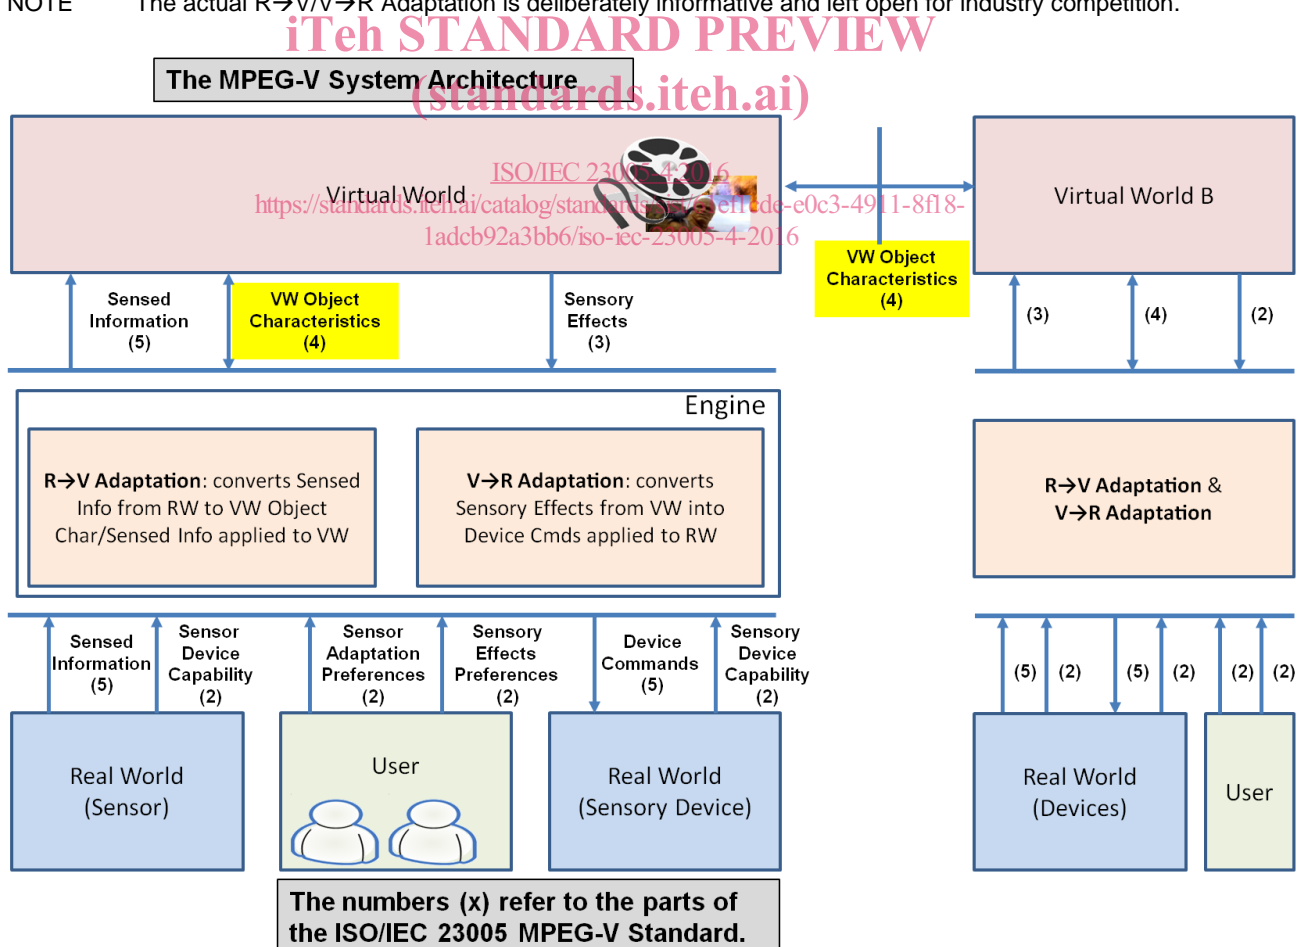 NOTE The actual R→V/V→R Adaptation is deliberately informative and left open for industry competition.
iTeh STANDARD PREVIEW
The MPEG-V System Architecture
(standards.iteh.ai)
ISO/IEC 23005-4:2016
Virtual World
Virtual World B
1adcb92a3bb6/iso-iec-23005-4-2016
VW Object
Characteristics
(4)
Sensed
Information
(5)
VW Object
Characteristics
(4)
Sensory
Effects
(3)
(3)
(4)
(2)
Engine
R→V Adaptation: converts Sensed
Info from RW to VW Object
Char/Sensed Info applied to VW
V→R Adaptation: converts
Sensory Effects from VW into
Device Cmds applied to RW
R→V Adaptation &
V→R Adaptation
Sensed
Information
(5)
Sensor
Device
Capability
(2)
Sensor
Adaptation
Preferences
(2)
Sensory
Effects
Preferences
(2)
Device
Commands
(5)
Sensory
Device
Capability
(2)
(5)
(2)
(5)
(2)
(2)
(2)
Real World
(Sensor)
User
Real World
(Sensory Device)
Real World
(Devices)
User
The numbers (x) refer to the parts of
the ISO/IEC 23005 MPEG-V Standard.